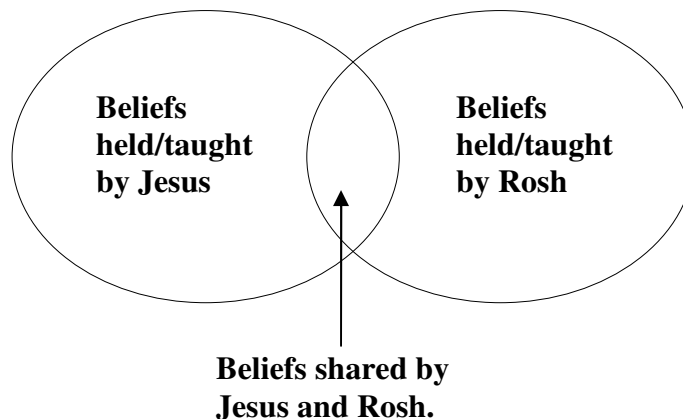 Beliefs
held/taught
by Jesus
Beliefs
held/taught
by Rosh
Beliefs shared by
Jesus and Rosh.